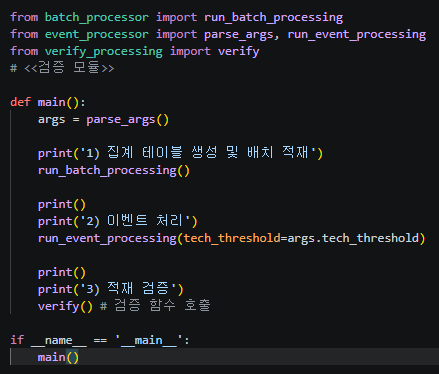 from batch_processor import run_batch_processing
from event_processor import parse_args, run_event_processing
from verify_processing import verify
# <<검증 모듈>>

def main():
    args = parse_args()

    print('1) 집계 테이블 생성 및 배치 적재')
    run_batch_processing()

    print()
    print('2) 이벤트 처리')
    run_event_processing(tech_threshold=args.tech_threshold)

    print()
    print('3) 적재 검증')
    verify() # 검증 함수 호출

if __name__ == '__main__':
    main()